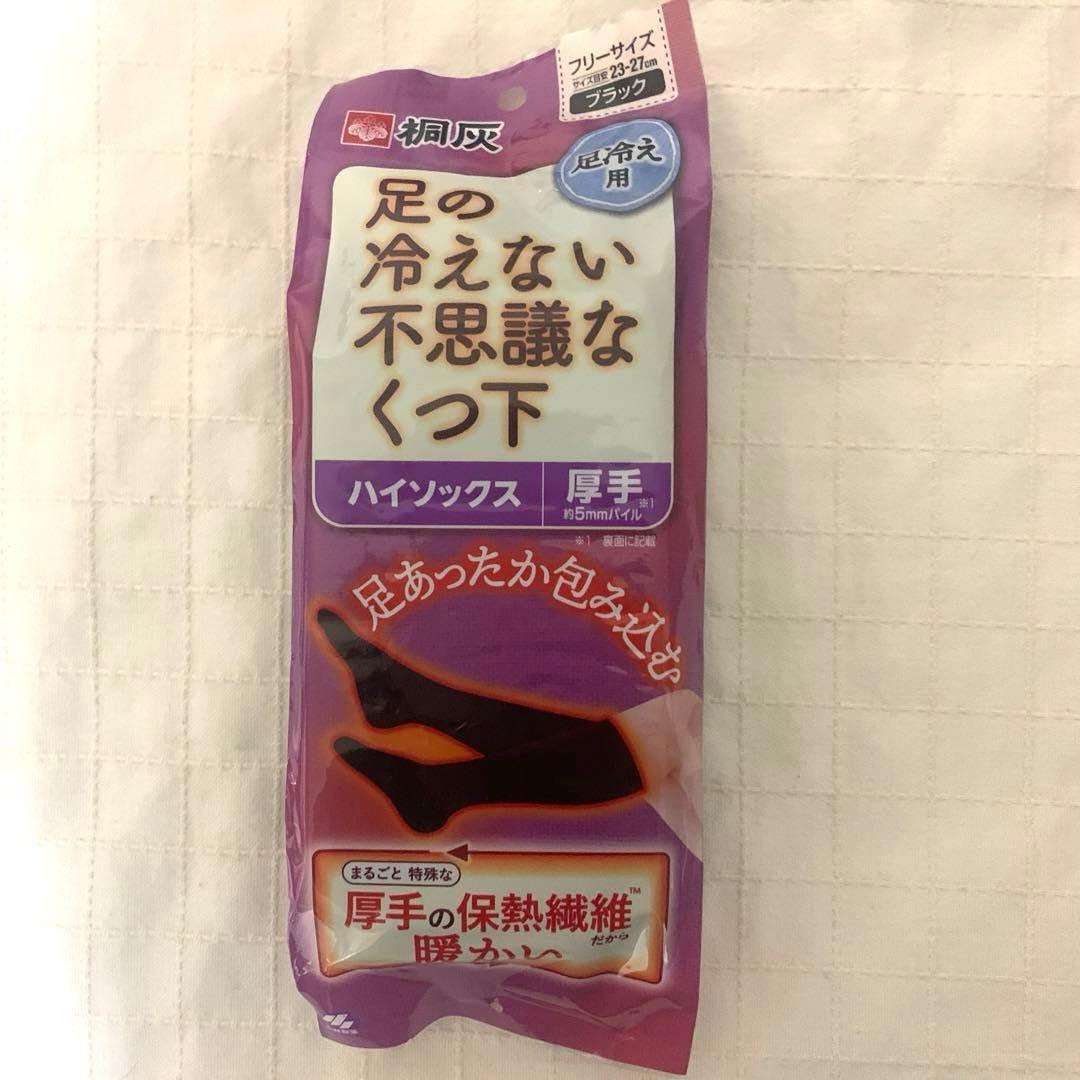 フリーサイズ
サイズ目安 23-27cm
ブラック
桐灰
足冷え
用
足の
冷えない
不思議な
くつ下
ハイソックス
厚手
※1
約5mmパイル
※1 裏面に記載
足あったか包み込む
まるごと 特殊な
厚手の保熱繊維™
だから
暖かい